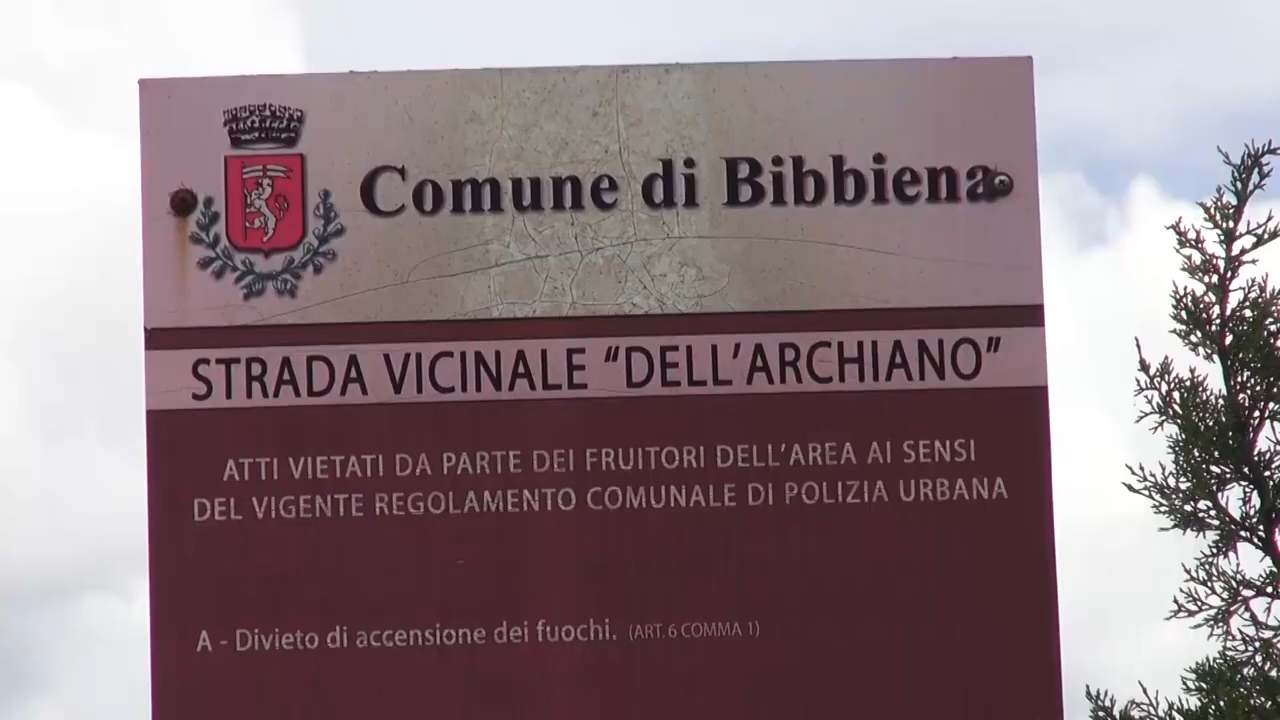 Comune di Bibbiena
STRADA VICINALE “DELL’ARCHIANO”
ATTI VIETATI DA PARTE DEI FRUITORI DELL’AREA AI SENSI
DEL VIGENTE REGOLAMENTO COMUNALE DI POLIZIA URBANA
A - Divieto di accensione dei fuochi. (ART. 6 COMMA 1)